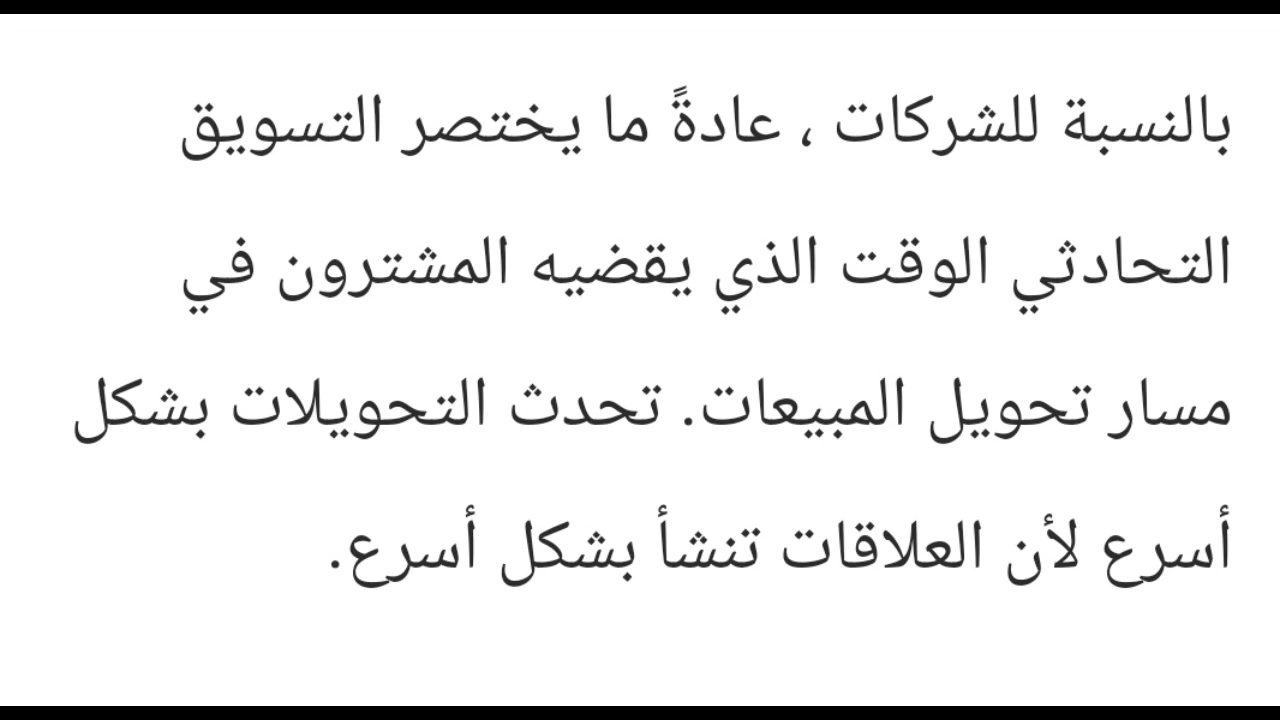 بالنسبة للشركات ، عادةً ما يختصر التسويق
التحادثي الوقت الذي يقضيه المشترون في
مسار تحويل المبيعات. تحدث التحويلات بشكل
أسرع لأن العلاقات تنشأ بشكل أسرع.